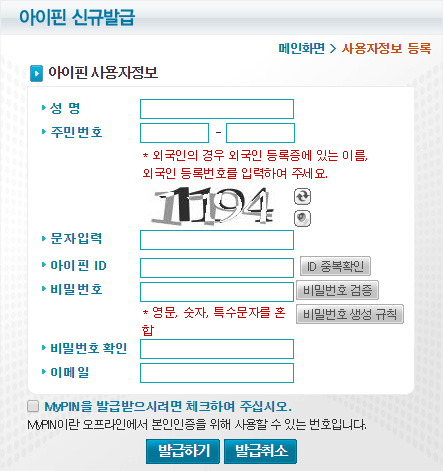 아이핀 신규발급
메인화면 > 사용자정보 등록
아이핀 사용자정보
성 명
주민번호 -
* 외국인의 경우 외국인 등록증에 있는 이름,
외국인 등록번호를 입력하여 주세요.
문자입력
아이핀 ID ID 중복확인
비밀번호 비밀번호 검증
* 영문, 숫자, 특수문자를 혼 비밀번호 생성 규칙
합
비밀번호 확인
이메일
MyPIN을 발급받으시려면 체크하여 주십시오.
MyPIN이란 오프라인에서 본인인증을 위해 사용할 수 있는 번호입니다.
발급하기 발급취소